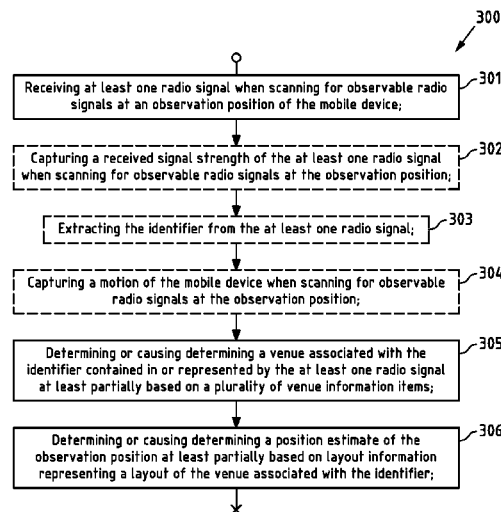 300
Receiving at least one radio signal when scanning for observable radio
signals at an observation position of the mobile device;
301
Capturing a received signal strength of the at least one radio signal
when scanning for observable radio signals at the observation position;
302
Extracting the identifier from the at least one radio signal;
303
Capturing a motion of the mobile device when scanning for observable
radio signals at the observation position;
304
Determining or causing determining a venue associated with the
identifier contained in or represented by the at least one radio signal
at least partially based on a plurality of venue information items;
305
Determining or causing determining a position estimate of the
observation position at least partially based on layout information
representing a layout of the venue associated with the identifier;
306